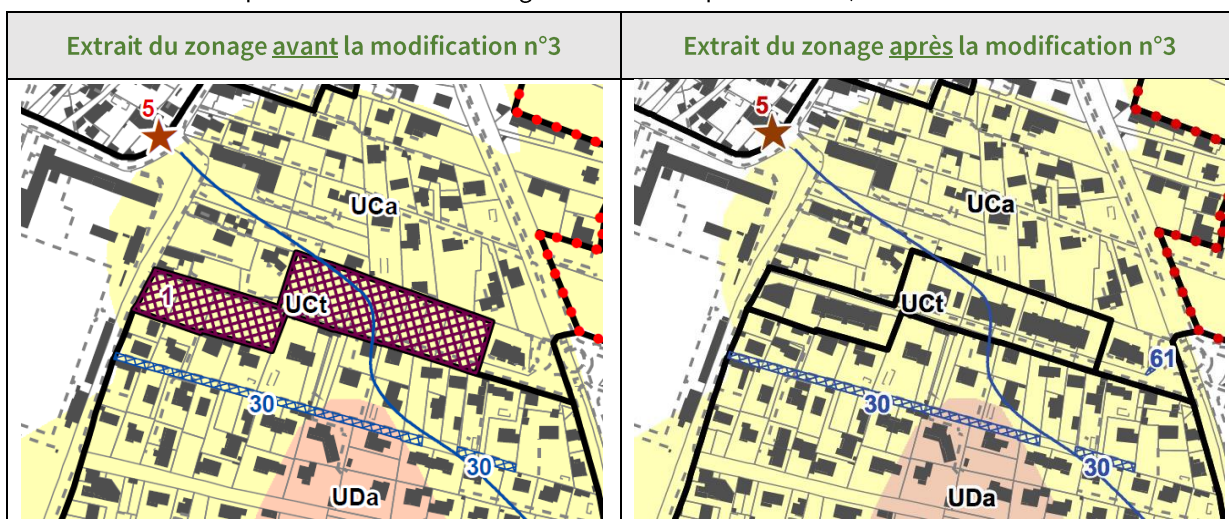 Extrait du zonage avant la modification n°3
Extrait du zonage après la modification n°3
5
UCa
1
UCt
30
30
UDa
5
UCa
UCt
61
30
30
UDa